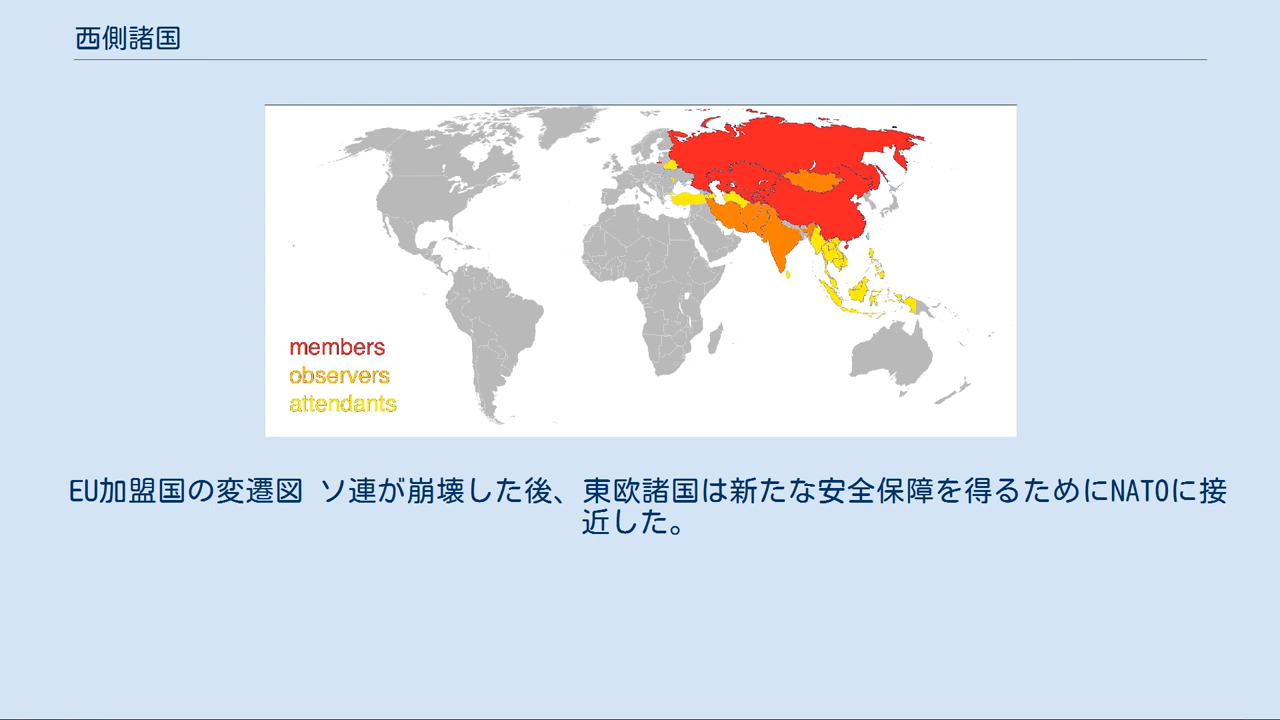 西側諸国
members
observers
attendants
EU加盟国の変遷図 ソ連が崩壊した後、東欧諸国は新たな安全保障を得るためにNATOに接
近した。